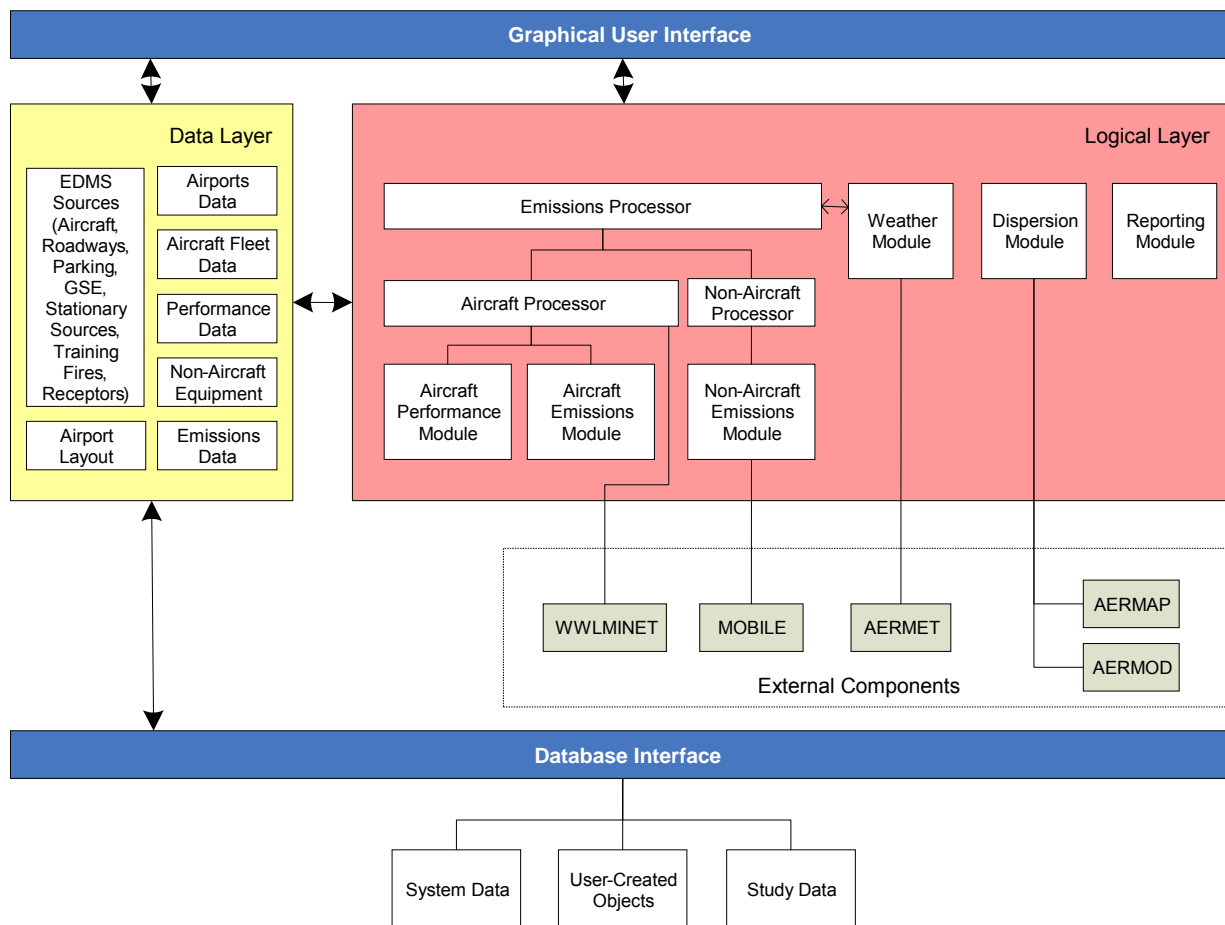 Graphical User Interface
Data Layer
EDMS
Sources
(Aircraft,
Roadways,
Parking,
GSE,
Stationary
Sources,
Training
Fires,
Receptors)
Airports
Data
Aircraft Fleet
Data
Performance
Data
Non-Aircraft
Equipment
Airport
Layout
Emissions
Data
Logical Layer
Emissions Processor
Weather
Module
Dispersion
Module
Reporting
Module
Aircraft Processor
Non-Aircraft
Processor
Aircraft
Performance
Module
Aircraft
Emissions
Module
Non-Aircraft
Emissions
Module
WWLMINET
MOBILE
AERMET
AERMAP
AERMOD
External Components
Database Interface
System Data
User-Created
Objects
Study Data